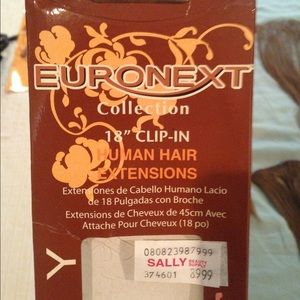 EURONEXT
Collection
18" CLIP-IN
HUMAN HAIR
EXTENSIONS
Extensiones de Cabello Humano Lacio
de 18 Pulgadas con Broche
Extensions de Cheveux de 45cm Avec
Attache Pour Cheveux (18 po)
080823987999
SALLY BEAUTY
374601 8999
Y